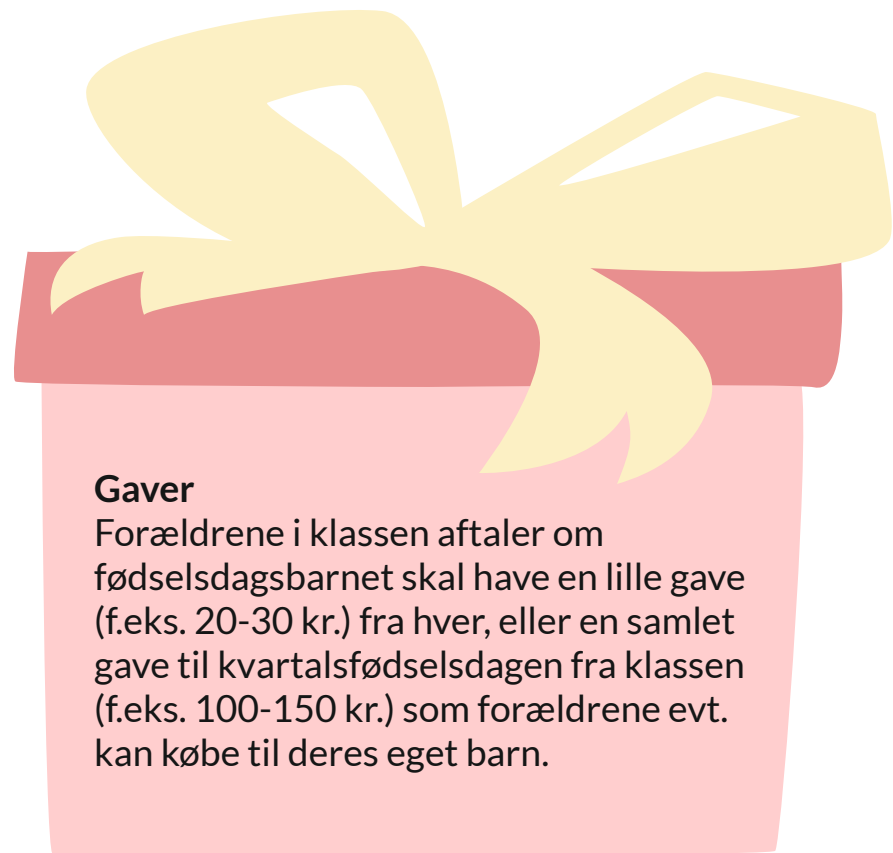 Gaver
Forældrene i klassen aftaler om
fødselsdagsbarnet skal have en lille gave
(f.eks. 20-30 kr.) fra hver, eller en samlet
gave til kvartalsfødselsdagen fra klassen
(f.eks. 100-150 kr.) som forældrene evt.
kan købe til deres eget barn.